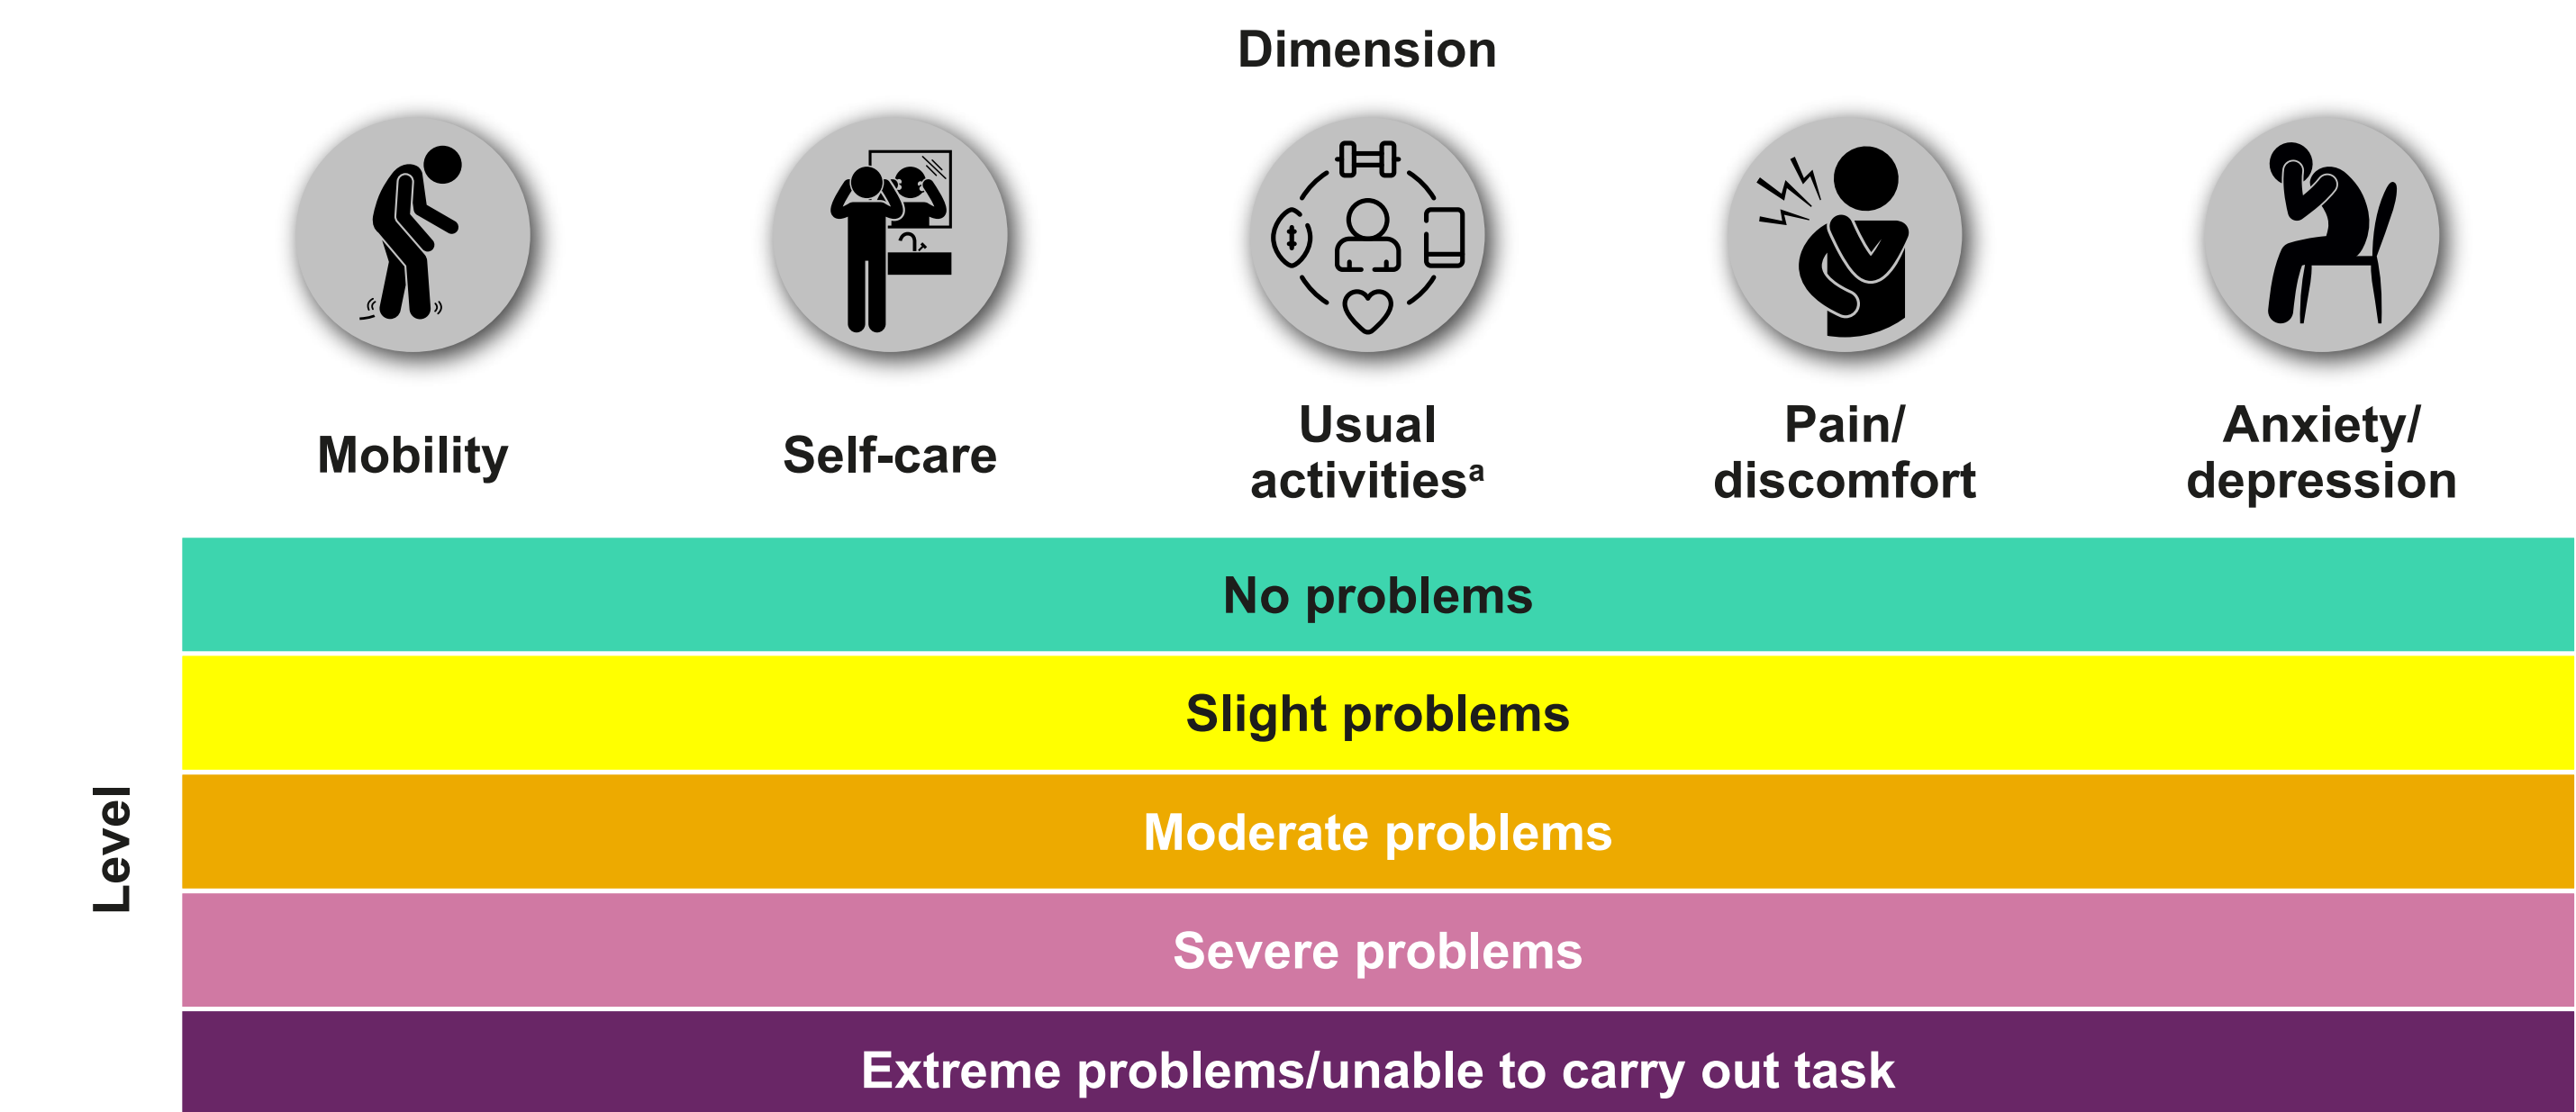 Dimension
Mobility
Self-care
Usual
activitiesᵃ
Pain/
discomfort
Anxiety/
depression
Level
No problems
Slight problems
Moderate problems
Severe problems
Extreme problems/unable to carry out task